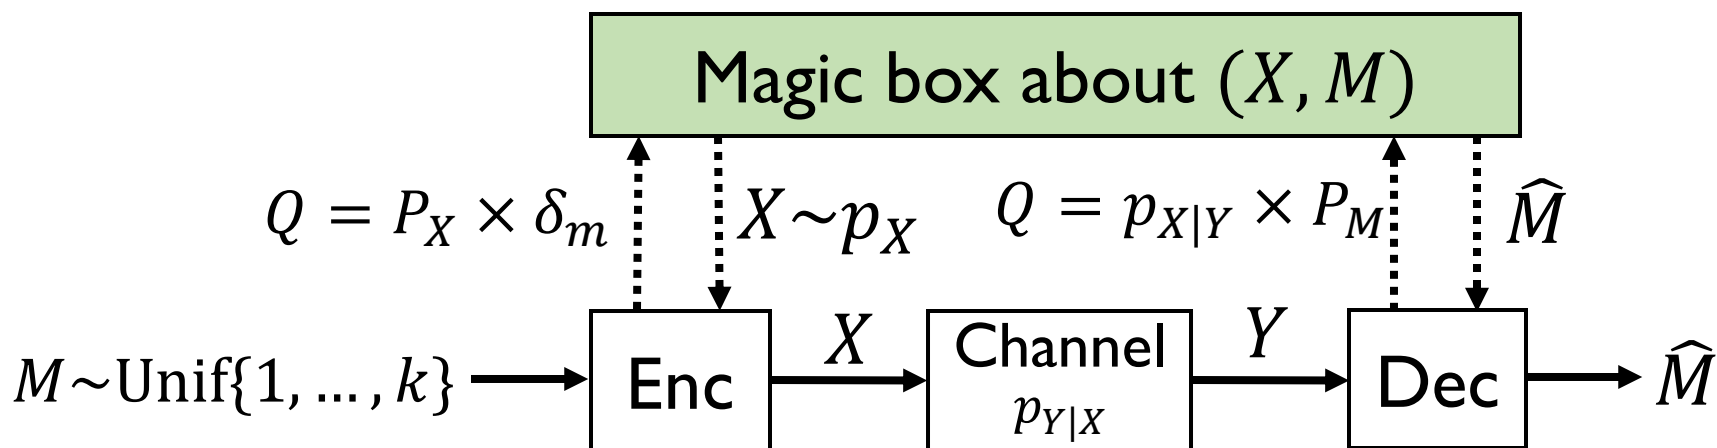 Magic box about (𝑋, 𝑀)
𝑄 = 𝑃_𝑋 × 𝛿_𝑚
𝑋~𝑝_𝑋
𝑄 = 𝑝_{𝑋|𝑌} × 𝑃_𝑀
𝑀̂
𝑀~Unif{1, … , 𝑘}
Enc
𝑋
Channel
𝑝_{𝑌|𝑋}
𝑌
Dec
𝑀̂